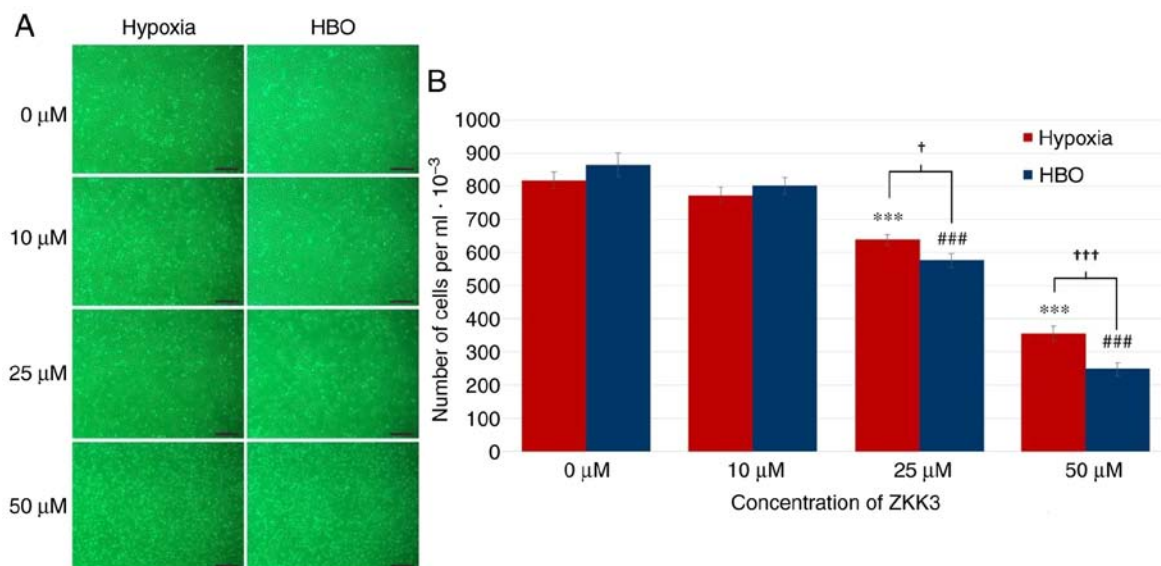 A
Hypoxia HBO
0 μM
10 μM
25 μM
50 μM
B
Number of cells per ml · 10⁻³
1000
900
800
700
600
500
400
300
200
100
0
Hypoxia
HBO
†
***
###
†††
***
###
0 μM 10 μM 25 μM 50 μM
Concentration of ZKK3